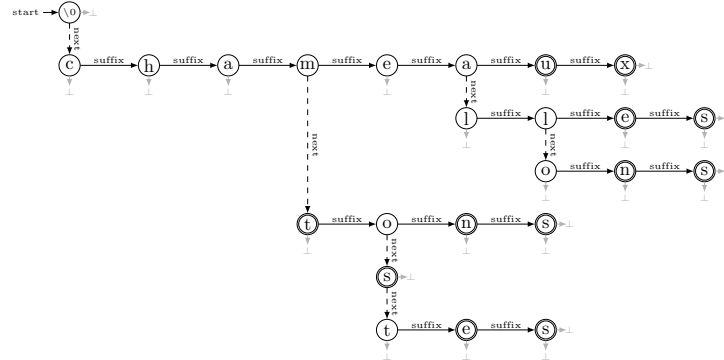 start \0 ⊥
next
c suffix h suffix a suffix m suffix e suffix a suffix u suffix x ⊥
⊥ ⊥ ⊥ ⊥ ⊥ ⊥
next
l suffix l suffix e suffix s ⊥
⊥ ⊥ ⊥
next next
o suffix n suffix s ⊥
⊥ ⊥ ⊥
t suffix o suffix n suffix s ⊥
⊥ ⊥ ⊥
next
s ⊥
next
t suffix e suffix s ⊥
⊥ ⊥ ⊥